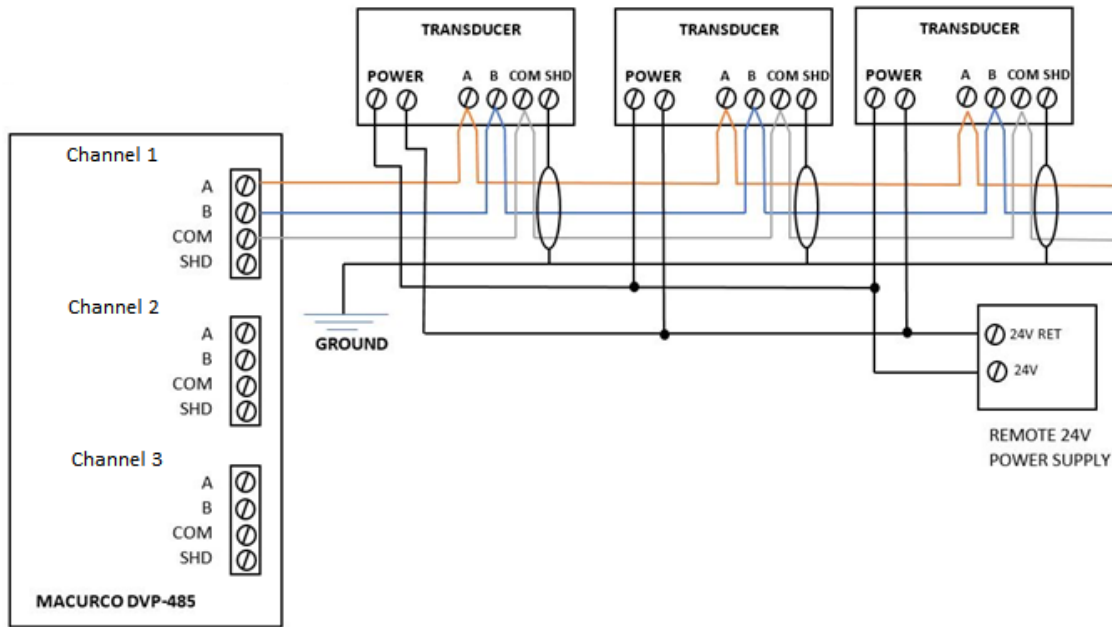 TRANSDUCER
TRANSDUCER
TRANSDUCER
POWER A B COM SHD
POWER A B COM SHD
POWER A B COM SHD
Channel 1
A
B
COM
SHD
Channel 2
A
B
COM
SHD
GROUND
24V RET
24V
REMOTE 24V
POWER SUPPLY
Channel 3
A
B
COM
SHD
MACURCO DVP-485